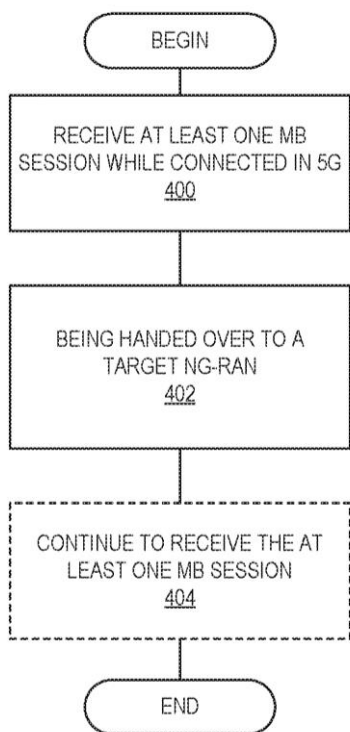 BEGIN
RECEIVE AT LEAST ONE MB
SESSION WHILE CONNECTED IN 5G
400
BEING HANDED OVER TO A
TARGET NG-RAN
402
CONTINUE TO RECEIVE THE AT
LEAST ONE MB SESSION
404
END